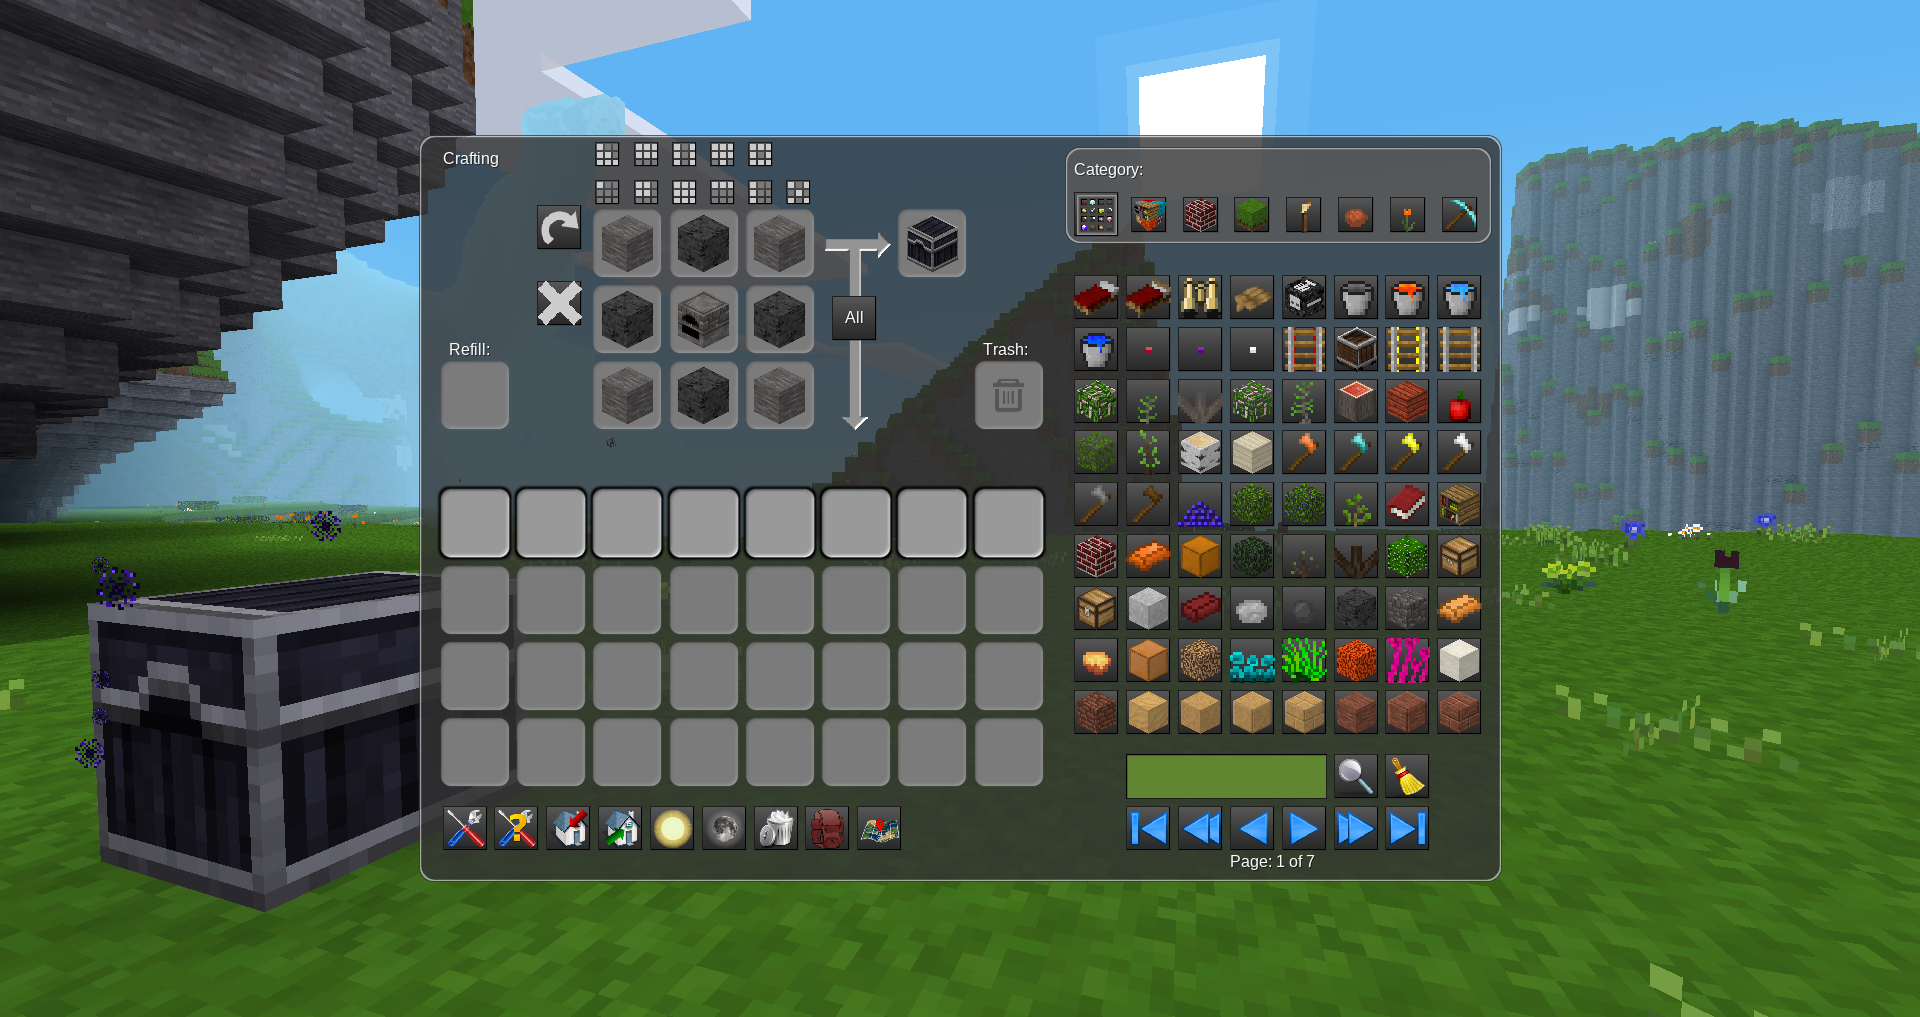 Crafting
Category:
All
Refill:
Trash:
Page: 1 of 7